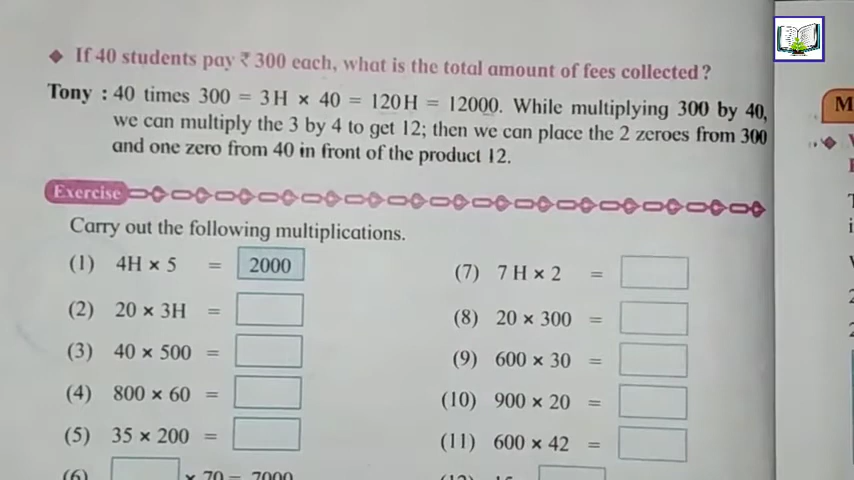 ◆ If 40 students pay ₹ 300 each, what is the total amount of fees collected ?
Tony : 40 times 300 = 3H × 40 = 120H = 12000. While multiplying 300 by 40,
we can multiply the 3 by 4 to get 12; then we can place the 2 zeroes from 300
and one zero from 40 in front of the product 12.
Exercise
Carry out the following multiplications.
(1) 4H × 5 = 2000
(2) 20 × 3H =
(3) 40 × 500 =
(4) 800 × 60 =
(5) 35 × 200 =
(6) × 70 = 7000
(7) 7 H × 2 =
(8) 20 × 300 =
(9) 600 × 30 =
(10) 900 × 20 =
(11) 600 × 42 =
M